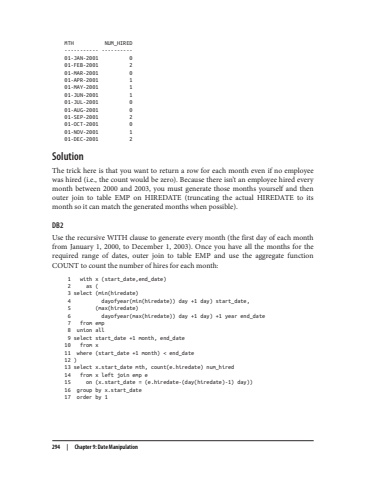 MTH NUM_HIRED
----------- ----------
01-JAN-2001 0
01-FEB-2001 2
01-MAR-2001 0
01-APR-2001 1
01-MAY-2001 1
01-JUN-2001 1
01-JUL-2001 0
01-AUG-2001 0
01-SEP-2001 2
01-OCT-2001 0
01-NOV-2001 1
01-DEC-2001 2
Solution
The trick here is that you want to return a row for each month even if no employee
was hired (i.e., the count would be zero). Because there isn't an employee hired every
month between 2000 and 2003, you must generate those months yourself and then
outer join to table EMP on HIREDATE (truncating the actual HIREDATE to its
month so it can match the generated months when possible).
DB2
Use the recursive WITH clause to generate every month (the first day of each month
from January 1, 2000, to December 1, 2003). Once you have all the months for the
required range of dates, outer join to table EMP and use the aggregate function
COUNT to count the number of hires for each month:
1 with x (start_date,end_date)
2 as (
3 select (min(hiredate)
4 dayofyear(min(hiredate)) day +1 day) start_date,
5 (max(hiredate)
6 dayofyear(max(hiredate)) day +1 day) +1 year end_date
7 from emp
8 union all
9 select start_date +1 month, end_date
10 from x
11 where (start_date +1 month) < end_date
12 )
13 select x.start_date mth, count(e.hiredate) num_hired
14 from x left join emp e
15 on (x.start_date = (e.hiredate-(day(hiredate)-1) day))
16 group by x.start_date
17 order by 1
294 | Chapter 9: Date Manipulation